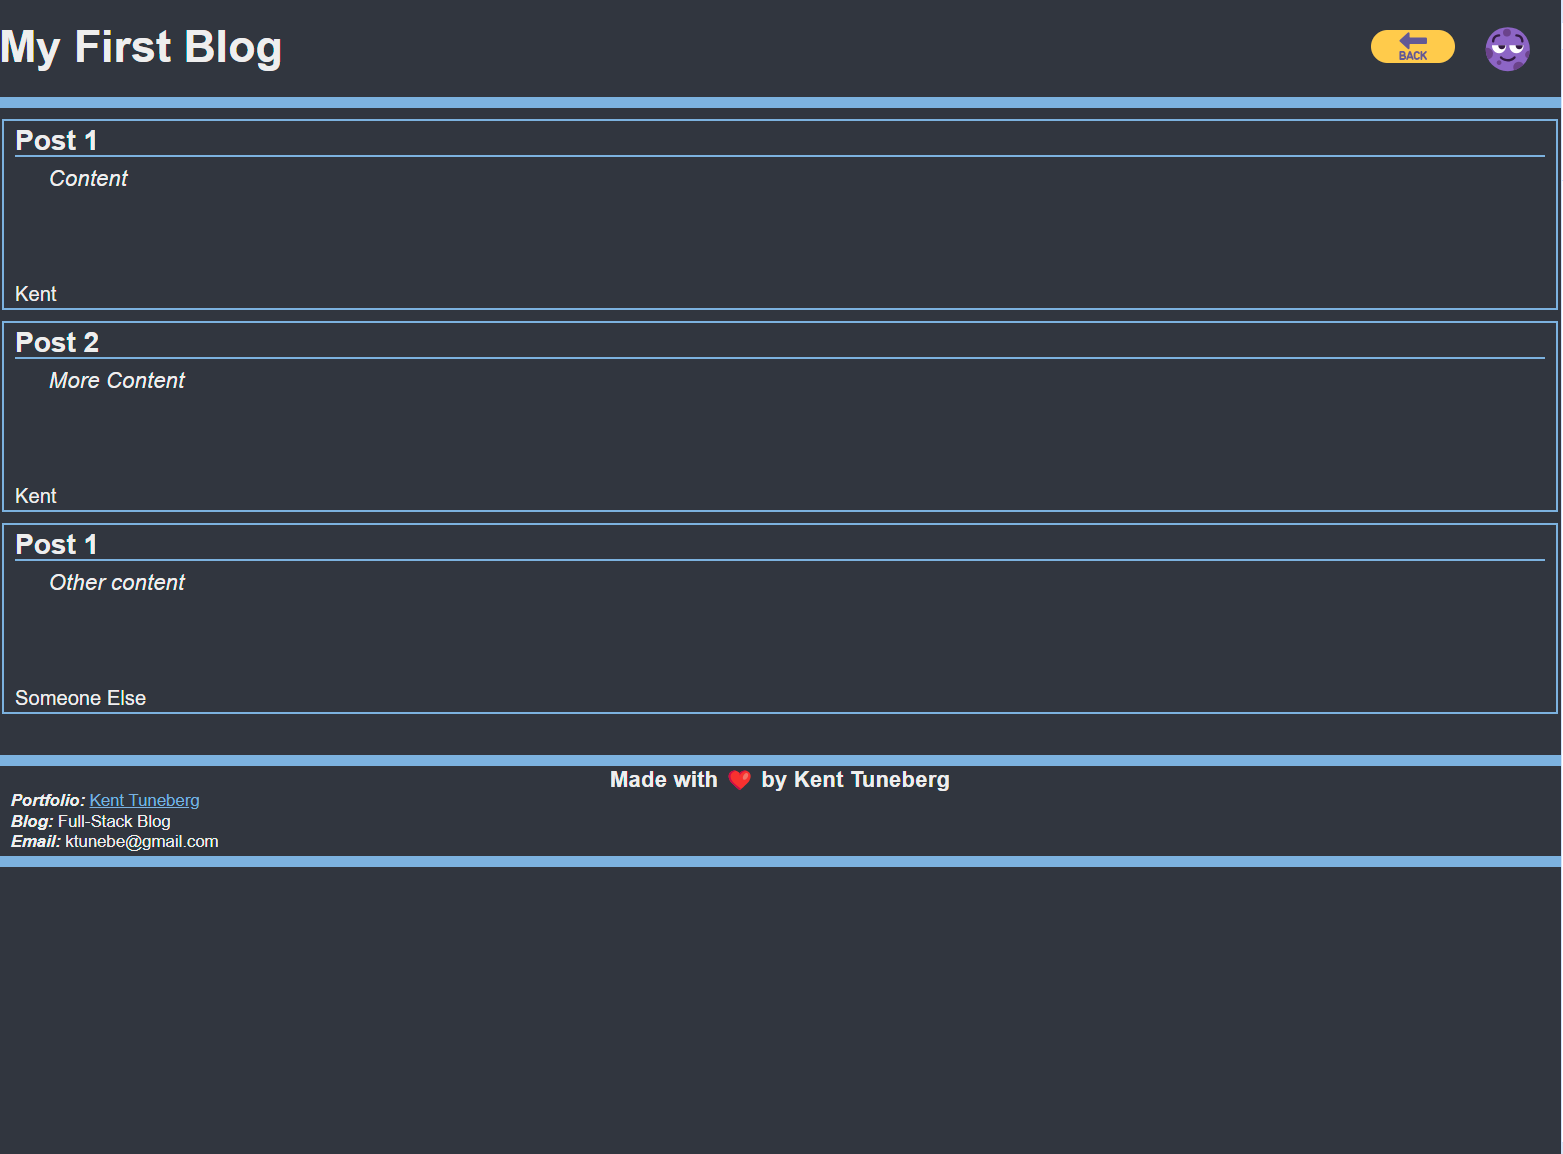 My First Blog
BACK
Post 1
Content
Kent
Post 2
More Content
Kent
Post 1
Other content
Someone Else
Made with ❤️ by Kent Tuneberg
Portfolio: Kent Tuneberg
Blog: Full-Stack Blog
Email: ktunebe@gmail.com